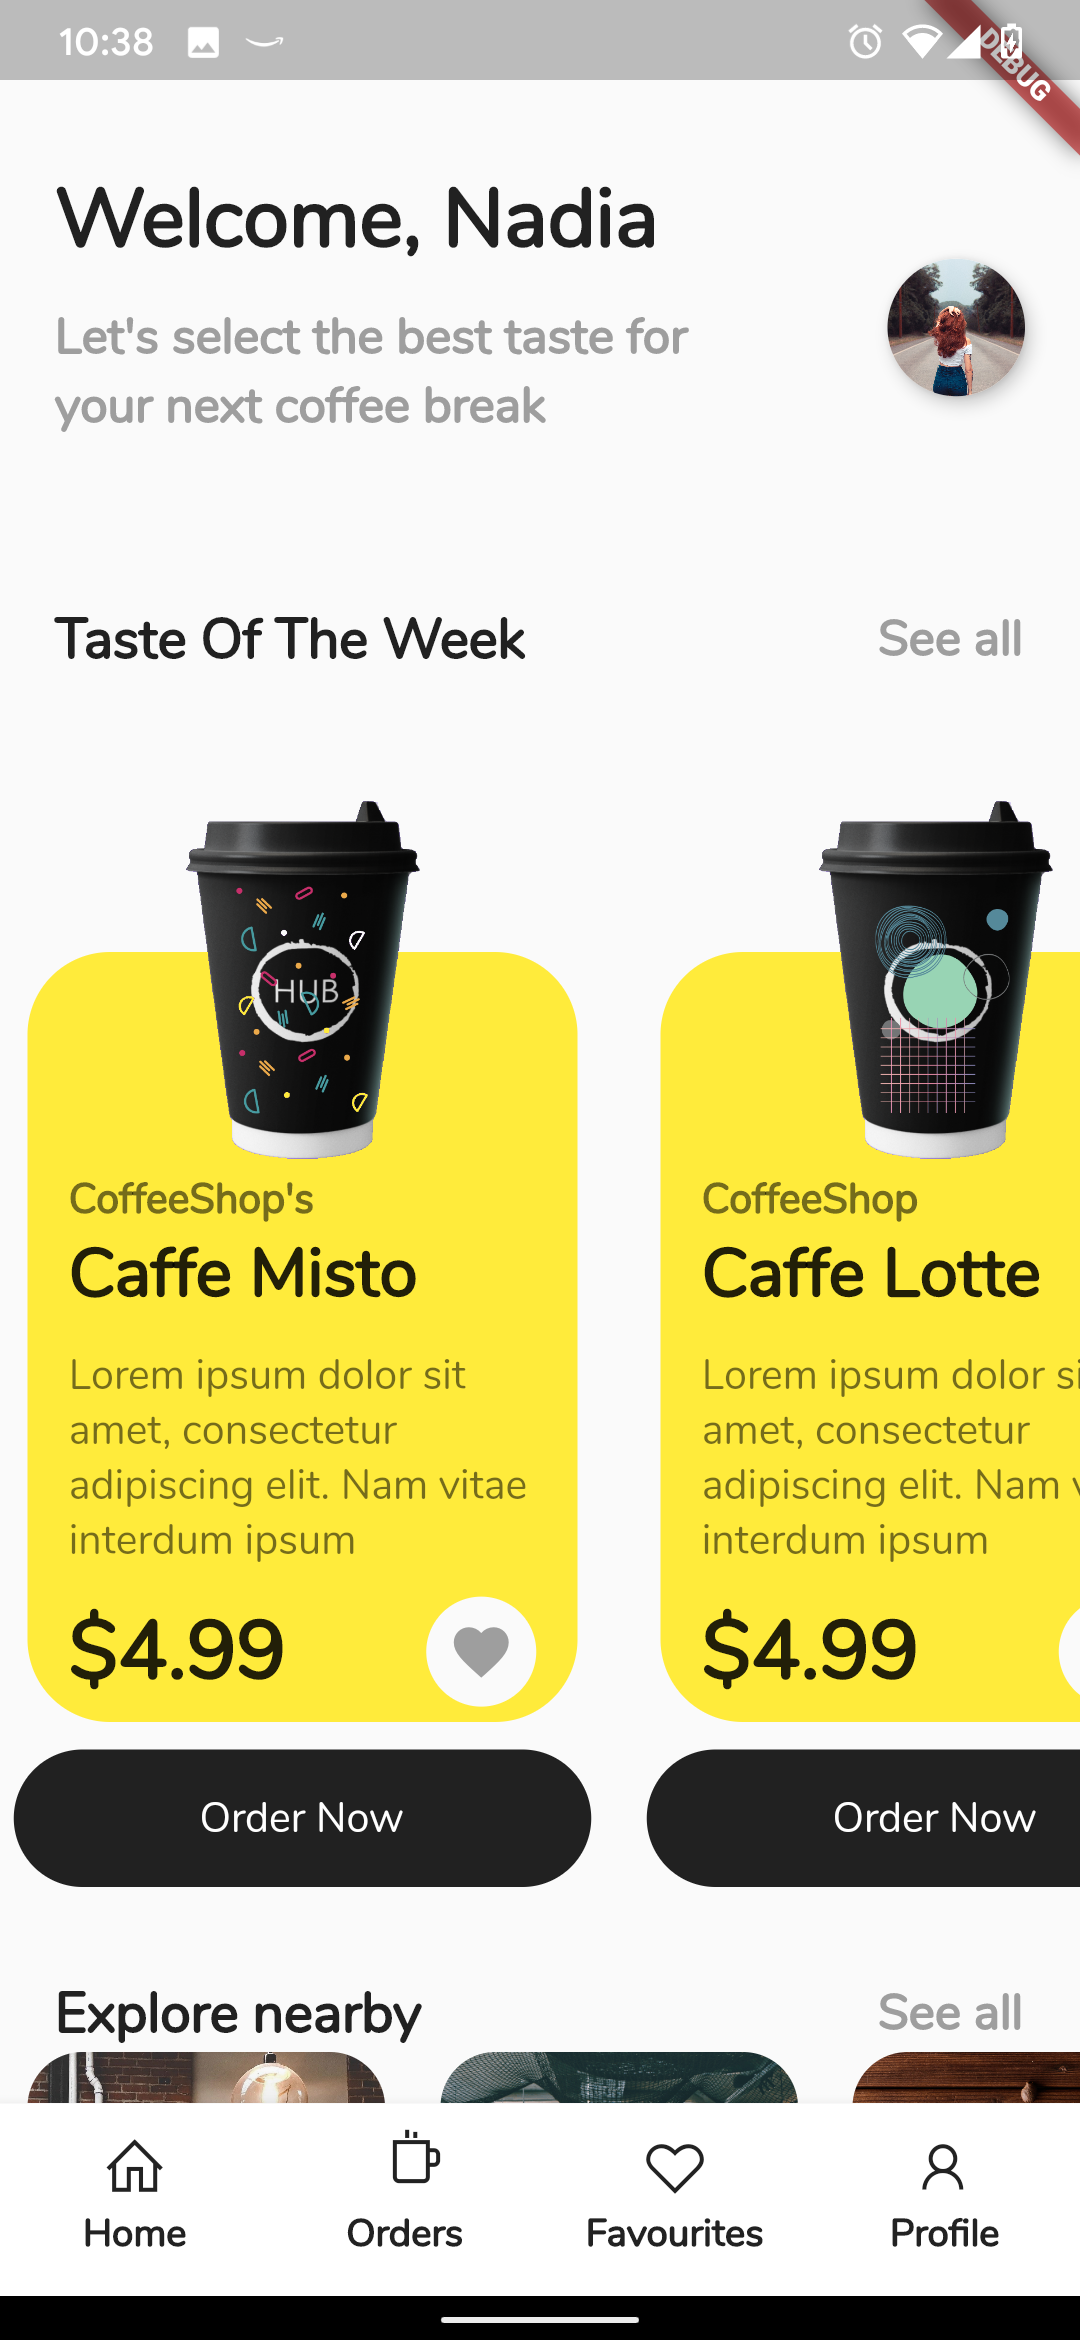 10:38
DEBUG
Welcome, Nadia
Let's select the best taste for
your next coffee break
Taste Of The Week
See all
HUB
CoffeeShop's
Caffe Misto
Lorem ipsum dolor sit
amet, consectetur
adipiscing elit. Nam vitae
interdum ipsum
$4.99
Order Now
CoffeeShop
Caffe Lotte
Lorem ipsum dolor si
amet, consectetur
adipiscing elit. Nam v
interdum ipsum
$4.99
Order Now
Explore nearby
See all
Home
Orders
Favourites
Profile